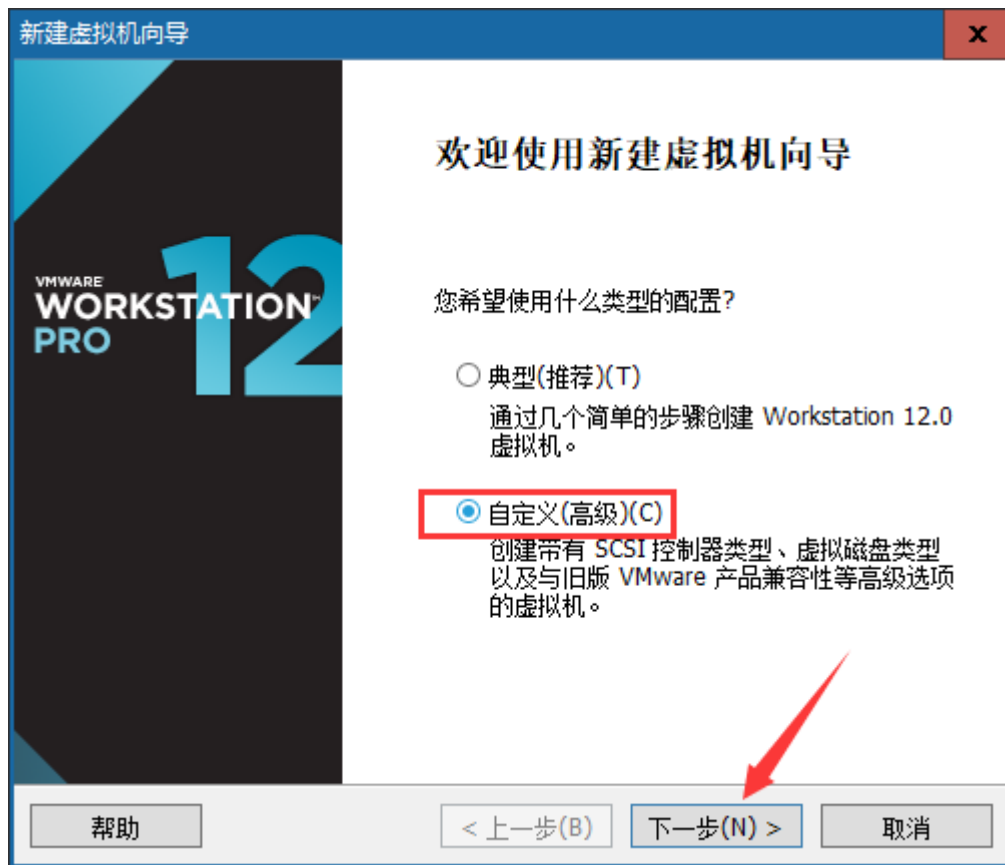 新建虚拟机向导
x
欢迎使用新建虚拟机向导
VMWARE
WORKSTATION™
PRO
12
您希望使用什么类型的配置?
典型(推荐)(T)
通过几个简单的步骤创建 Workstation 12.0
虚拟机。
自定义(高级)(C)
创建带有 SCSI 控制器类型、虚拟磁盘类型
以及与旧版 VMware 产品兼容性等高级选项
的虚拟机。
帮助
< 上一步(B)
下一步(N) >
取消